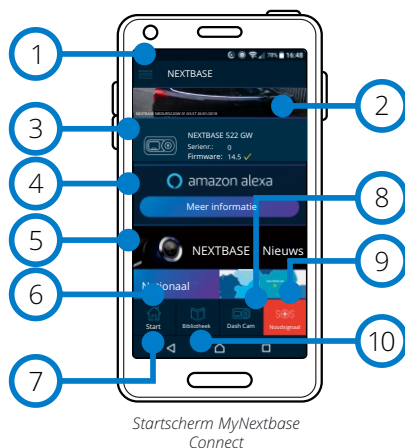 1
78% 16:48
NEXTBASE
2
3
NEXTBASE 522 GW
Serienr.: 0
Firmware: 14.5 ✓
4
amazon alexa
Meer informatie
8
5
NEXTBASE Nieuws
9
6
Nationaal
Start
Bibliotheek
Dash Cam
SOS
Noodsignaal
7
10
Startscherm MyNextbase
Connect